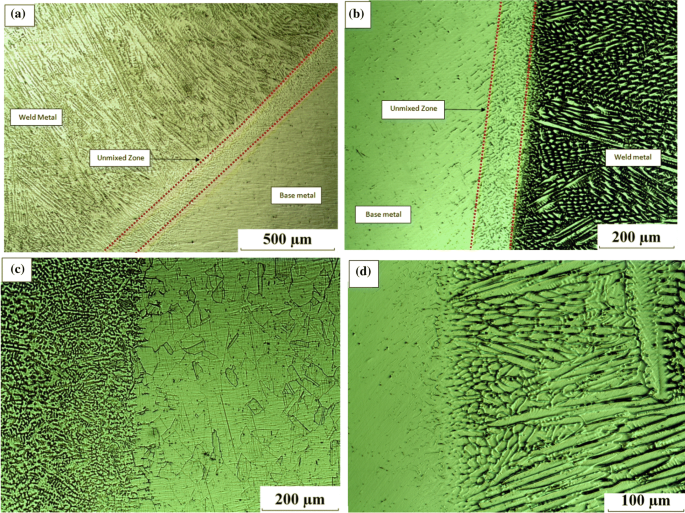 (a)
Weld Metal
Unmixed Zone
Base metal
500 µm
(b)
Unmixed Zone
Weld metal
Base metal
200 µm
(c)
200 µm
(d)
100 µm